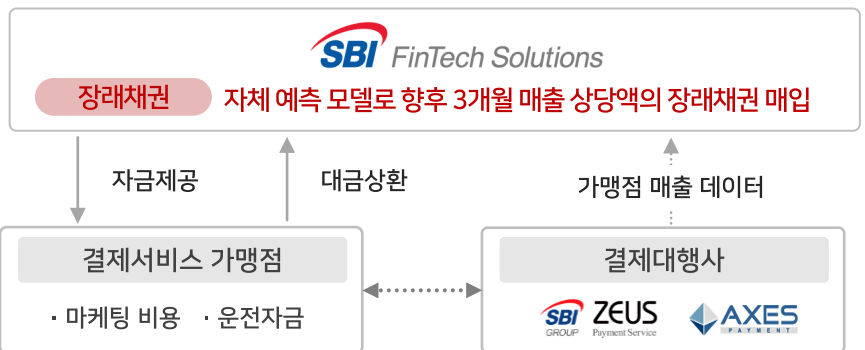 SBI FinTech Solutions
장래채권 자체 예측 모델로 향후 3개월 매출 상당액의 장래채권 매입
자금제공 대금상환 가맹점 매출 데이터
결제서비스 가맹점 결제대행사
· 마케팅 비용 · 운전자금
SBI GROUP ZEUS Payment Service
AXES PAYMENT